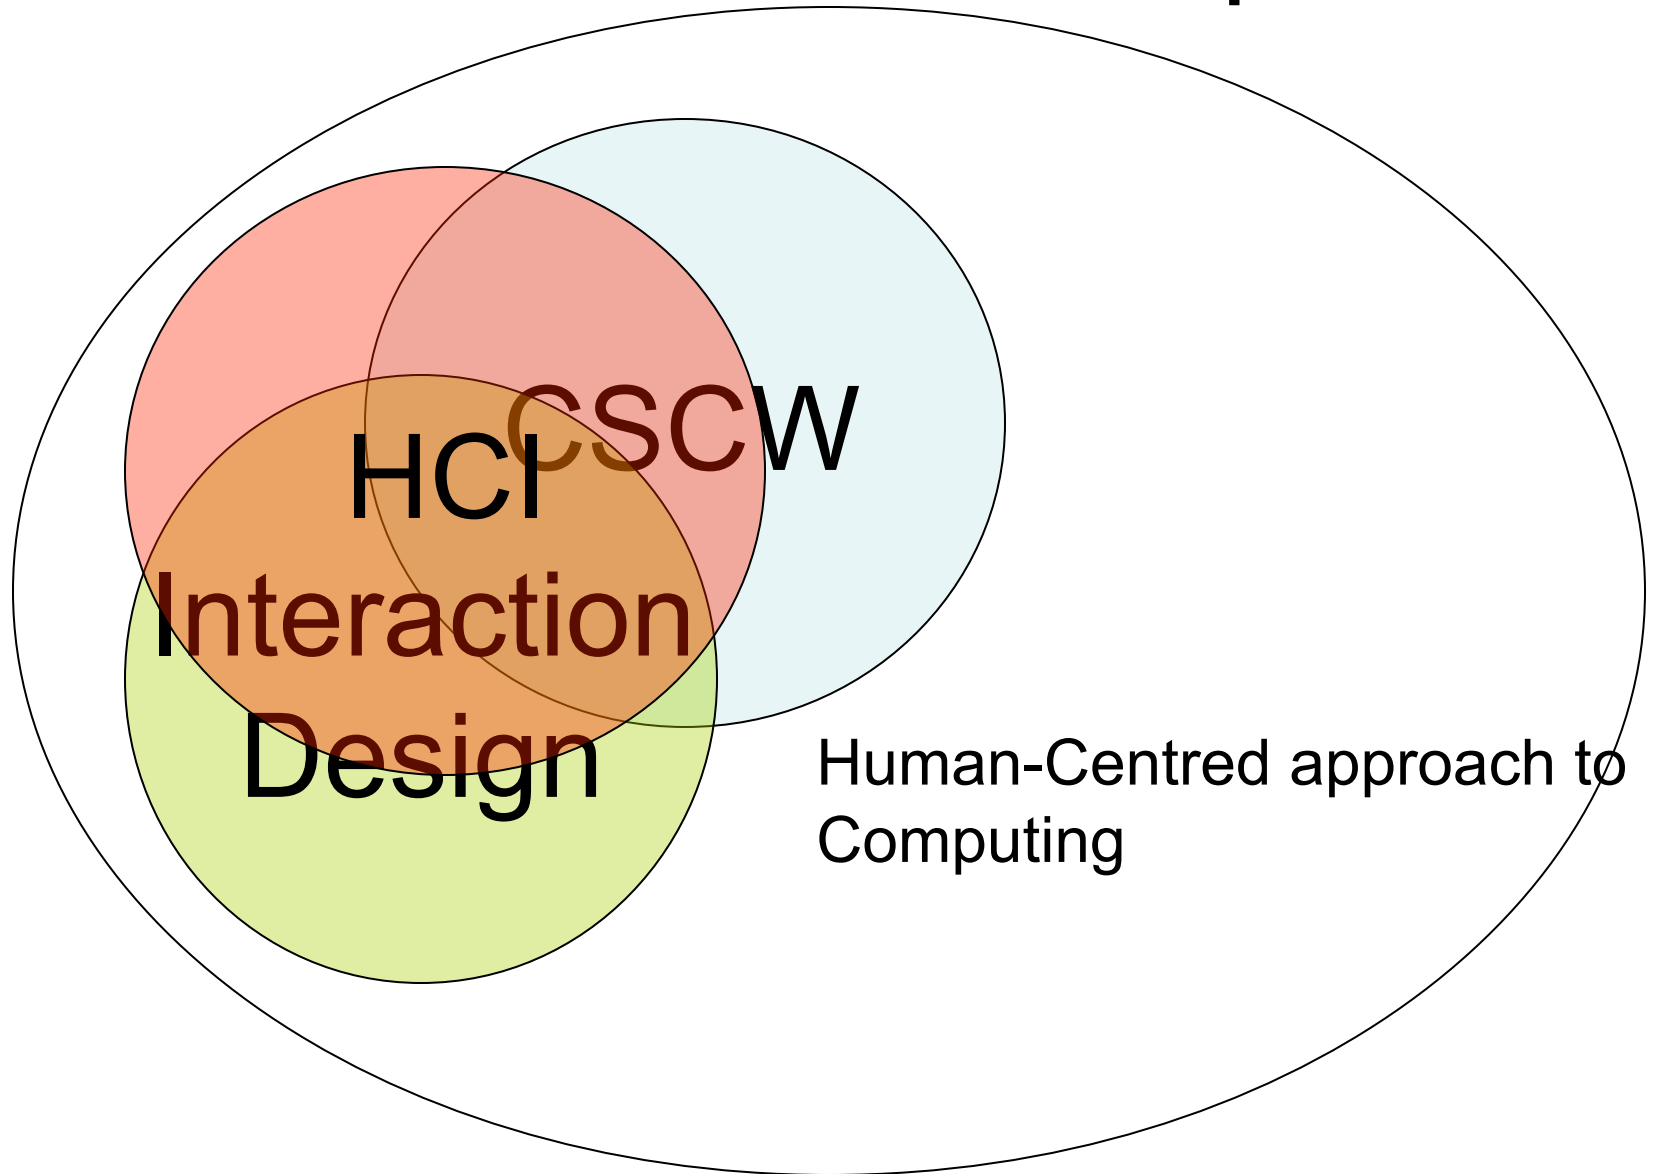 CSCW
HCI
Interaction
Design
Human-Centred approach to
Computing